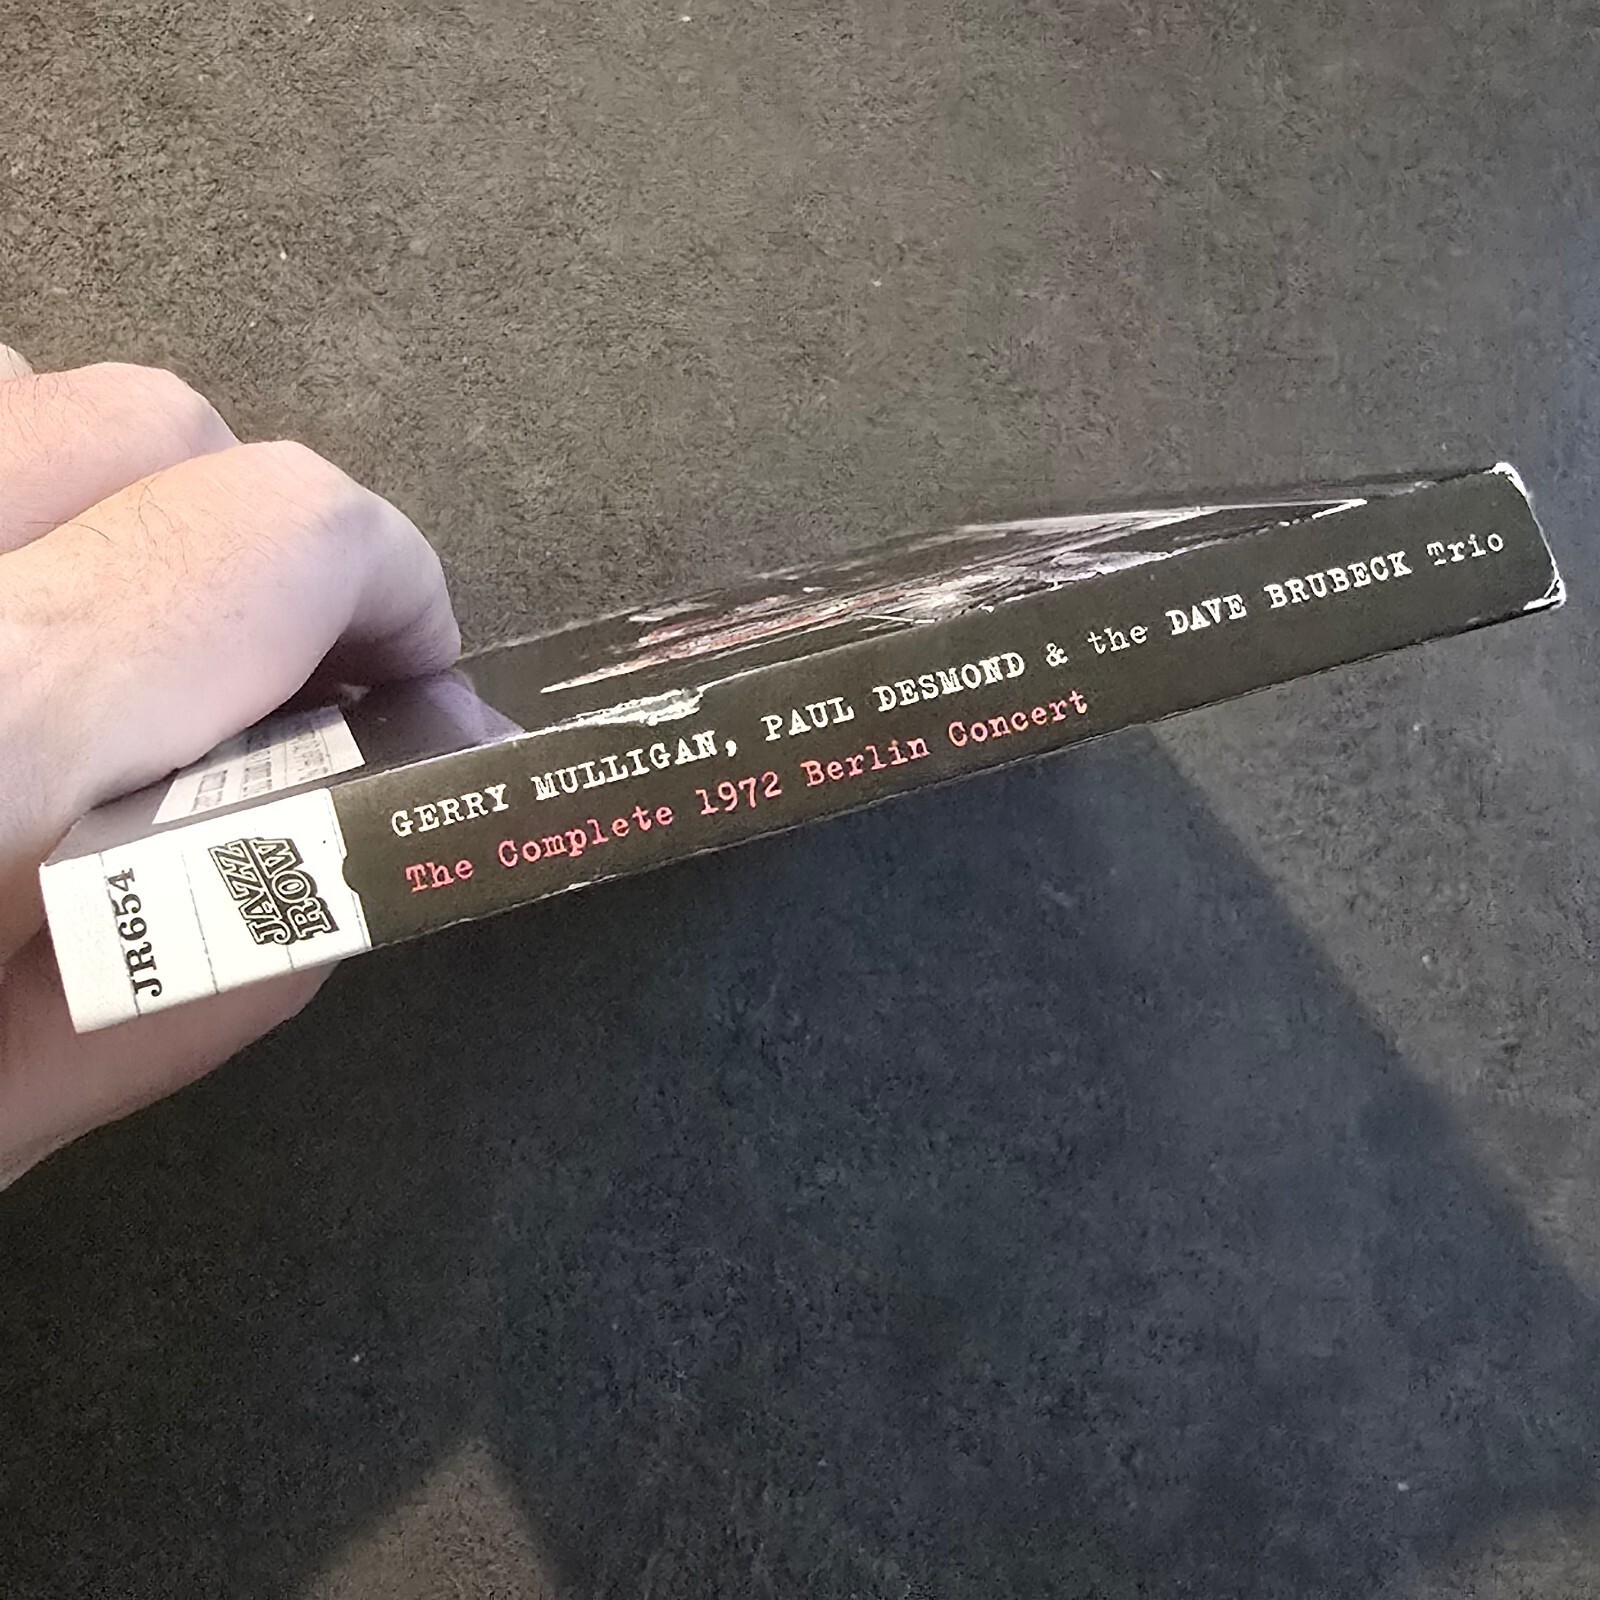 GERRY MULLIGAN, PAUL DESMOND & the DAVE BRUBECK Trio
The Complete 1972 Berlin Concert
JAZZ
ROW
JR654